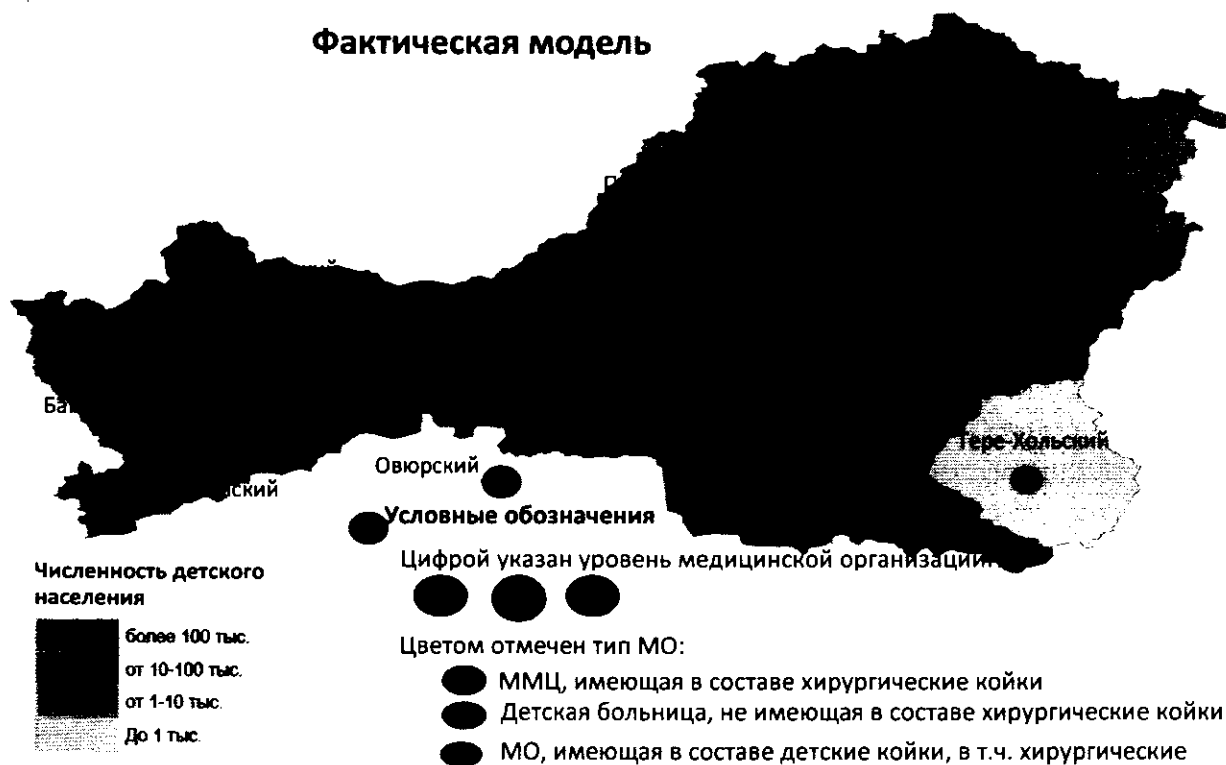 Фактическая модель
Тере-Хольский
Овюрский
Условные обозначения
Цифрой указан уровень медицинской организации
Численность детского
населения
более 100 тыс.
от 10-100 тыс.
от 1-10 тыс.
До 1 тыс.
Цветом отмечен тип МО:
ММЦ, имеющая в составе хирургические койки
Детская больница, не имеющая в составе хирургические койки
МО, имеющая в составе детские койки, в т.ч. хирургические